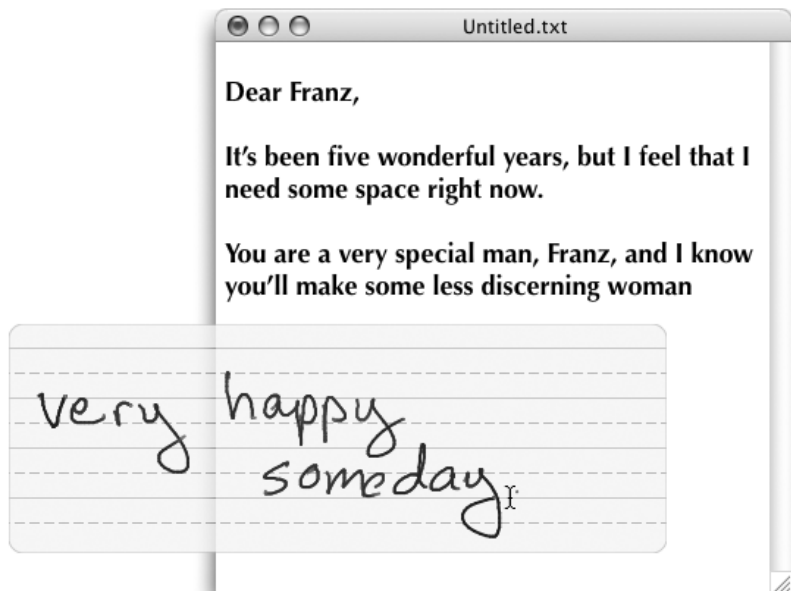 Untitled.txt
Dear Franz,
It's been five wonderful years, but I feel that I
need some space right now.
You are a very special man, Franz, and I know
you'll make some less discerning woman
very happy
someday